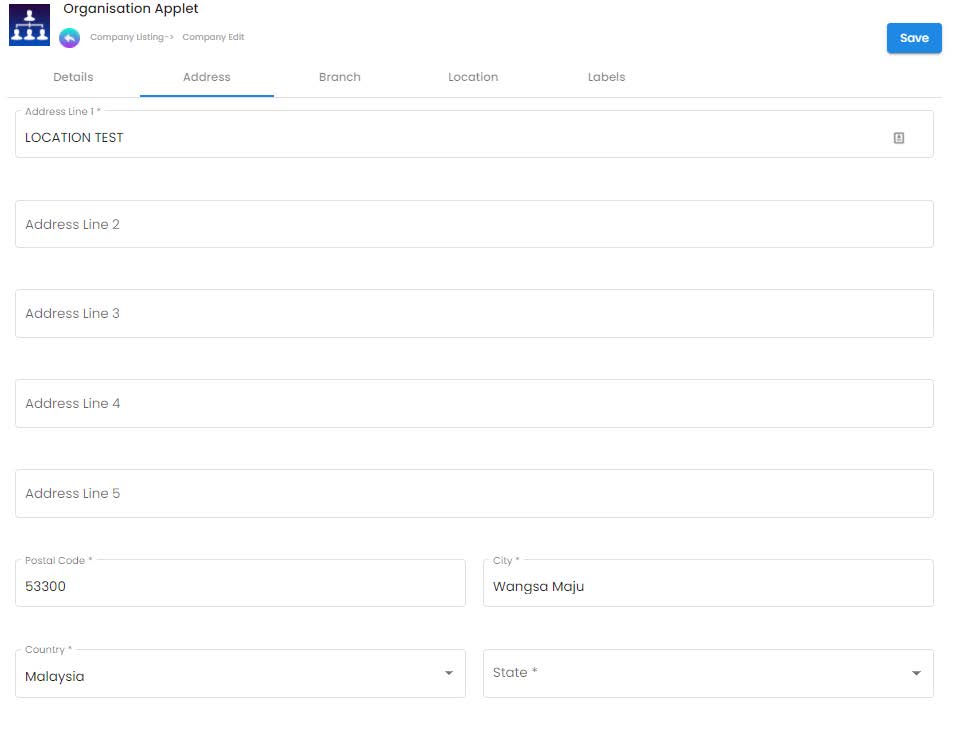 Organisation Applet
Company Listing-> Company Edit
Save
Details Address Branch Location Labels
Address Line 1 *
LOCATION TEST
Address Line 2
Address Line 3
Address Line 4
Address Line 5
Postal Code * City *
53300 Wangsa Maju
Country *
Malaysia State *